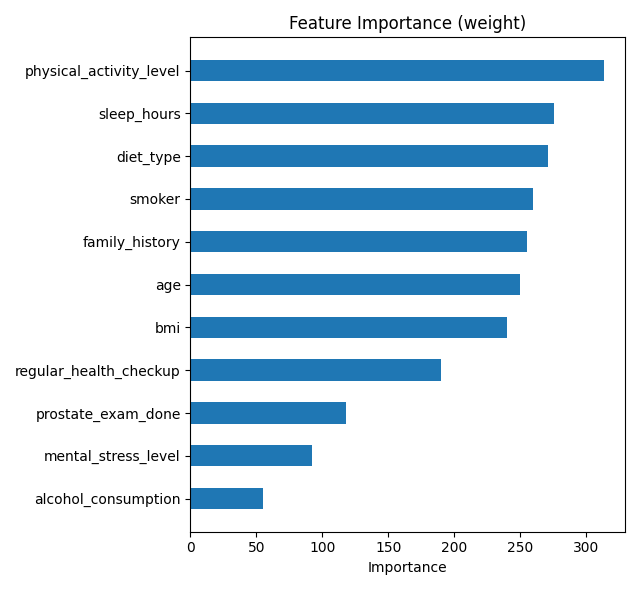 Feature Importance (weight)
physical_activity_level
sleep_hours
diet_type
smoker
family_history
age
bmi
regular_health_checkup
prostate_exam_done
mental_stress_level
alcohol_consumption
0 50 100 150 200 250 300
Importance